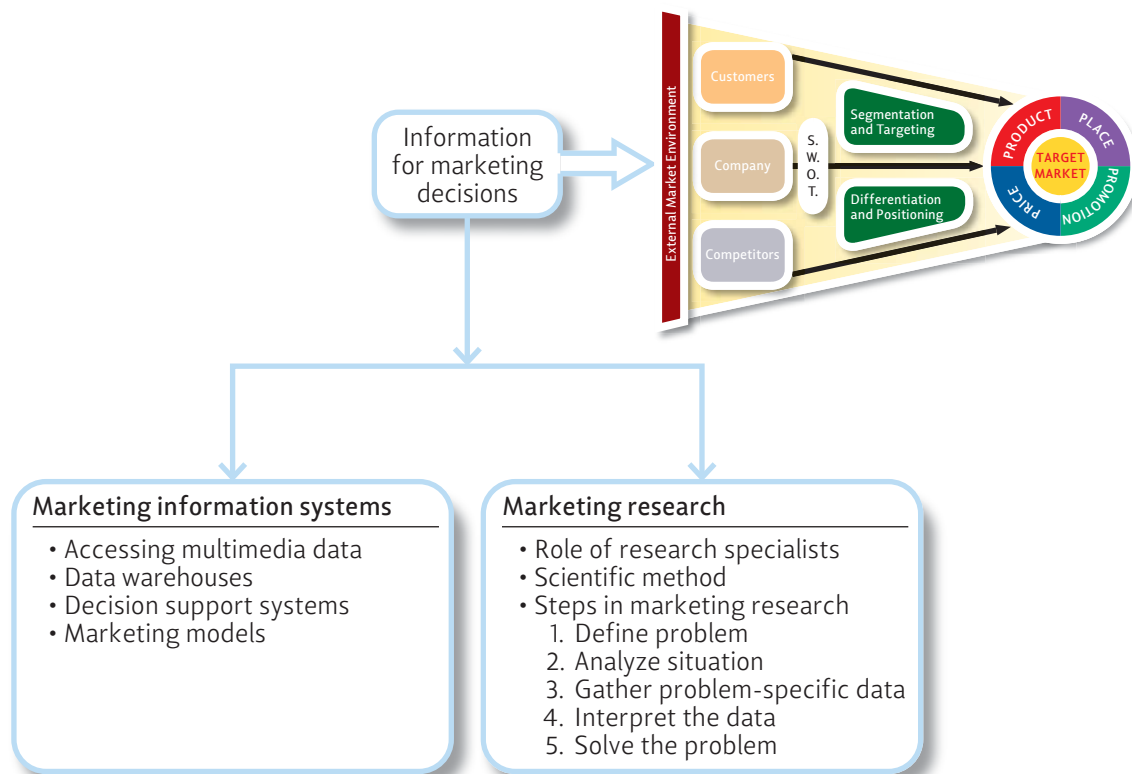 Information
for marketing
decisions
External Market Environment
Customers
Company
Competitors
S.
W.
O.
T.
Segmentation
and Targeting
Differentiation
and Positioning
PRODUCT
PLACE
PRICE
PROMOTION
TARGET
MARKET
Marketing information systems
• Accessing multimedia data
• Data warehouses
• Decision support systems
• Marketing models
Marketing research
• Role of research specialists
• Scientific method
• Steps in marketing research
1. Define problem
2. Analyze situation
3. Gather problem-specific data
4. Interpret the data
5. Solve the problem